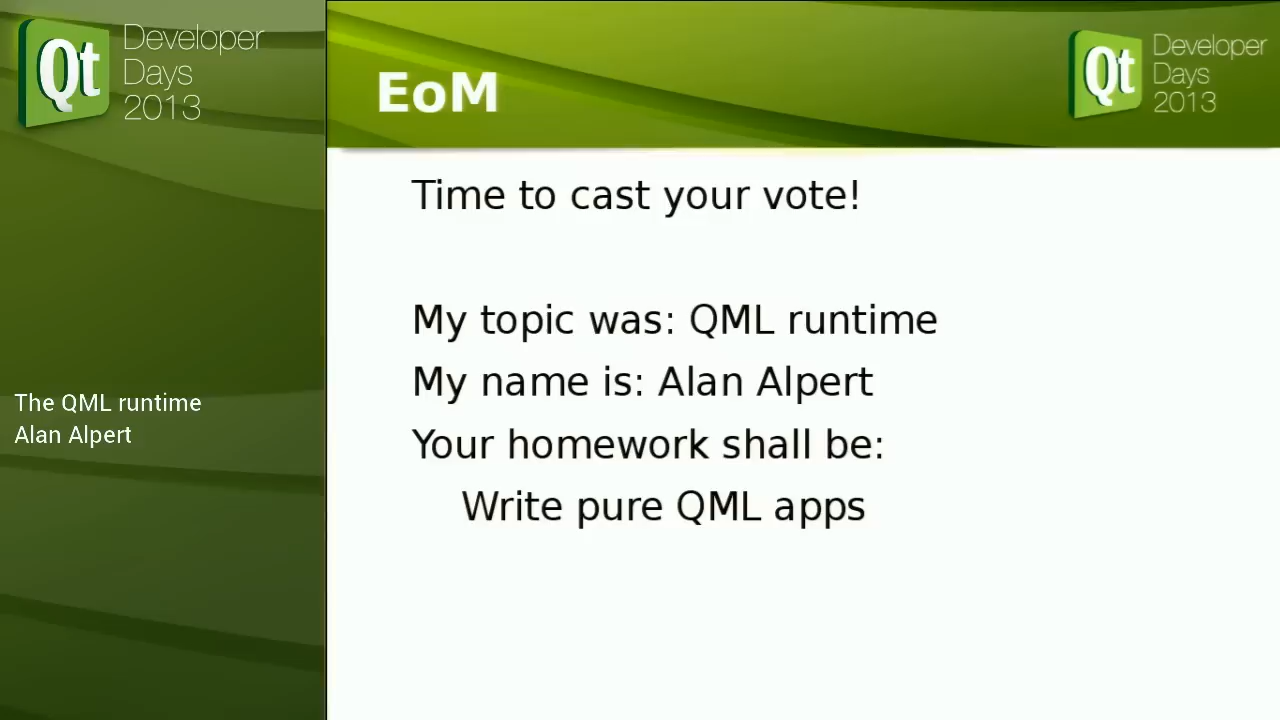 Qt Developer
Days
2013
The QML runtime
Alan Alpert
EoM
Qt Developer
Days
2013
Time to cast your vote!
My topic was: QML runtime
My name is: Alan Alpert
Your homework shall be:
Write pure QML apps